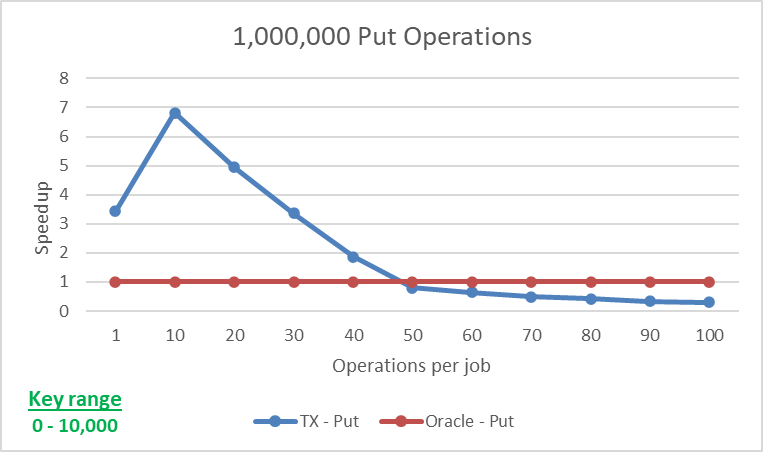 1,000,000 Put Operations
8
7
6
5
4
3
2
1
0
Speedup
1 10 20 30 40 50 60 70 80 90 100
Operations per job
Key range
0 - 10,000
TX - Put Oracle - Put